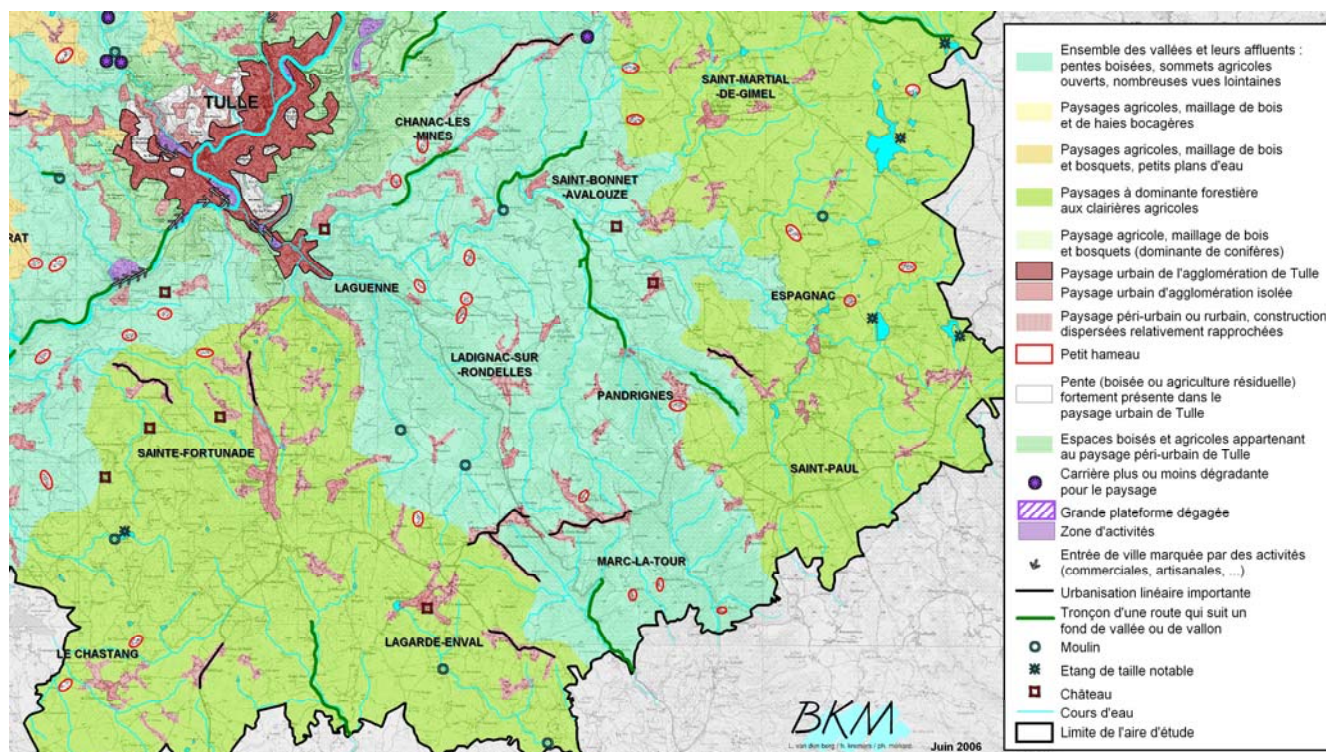 TULLE
CHANAC-LES
-MINES
SAINT-MARTIAL
-DE-GIMEL
SAINT-BONNET
-AVALOUZE
RAT
LAGUENNE
ESPAGNAC
LADIGNAC-SUR
-RONDELLES
PANDRIGNES
SAINTE-FORTUNADE
SAINT-PAUL
MARC-LA-TOUR
LAGARDE-ENVAL
LE CHASTANG
BKM
Juin 2006
Ensemble des vallées et leurs affluents :
pentes boisées, sommets agricoles
ouverts, nombreuses vues lointaines
Paysages agricoles, maillage de bois
et de haies bocagères
Paysages agricoles, maillage de bois
et bosquets, petits plans d'eau
Paysages à dominante forestière
aux clairières agricoles
Paysage agricole, maillage de bois
et bosquets (dominante de conifères)
Paysage urbain de l'agglomération de Tulle
Paysage urbain d'agglomération isolée
Paysage péri-urbain ou rurbain, construction
dispersées relativement rapprochées
Petit hameau
Pente (boisée ou agriculture résiduelle)
fortement présente dans le
paysage urbain de Tulle
Espaces boisés et agricoles appartenant
au paysage péri-urbain de Tulle
Carrière plus ou moins dégradante
pour le paysage
Grande plateforme dégagée
Zone d'activités
Entrée de ville marquée par des activités
(commerciales, artisanales, ...)
Urbanisation linéaire importante
Tronçon d'une route qui suit un
fond de vallée ou de vallon
Moulin
Etang de taille notable
Château
Cours d'eau
Limite de l'aire d'étude